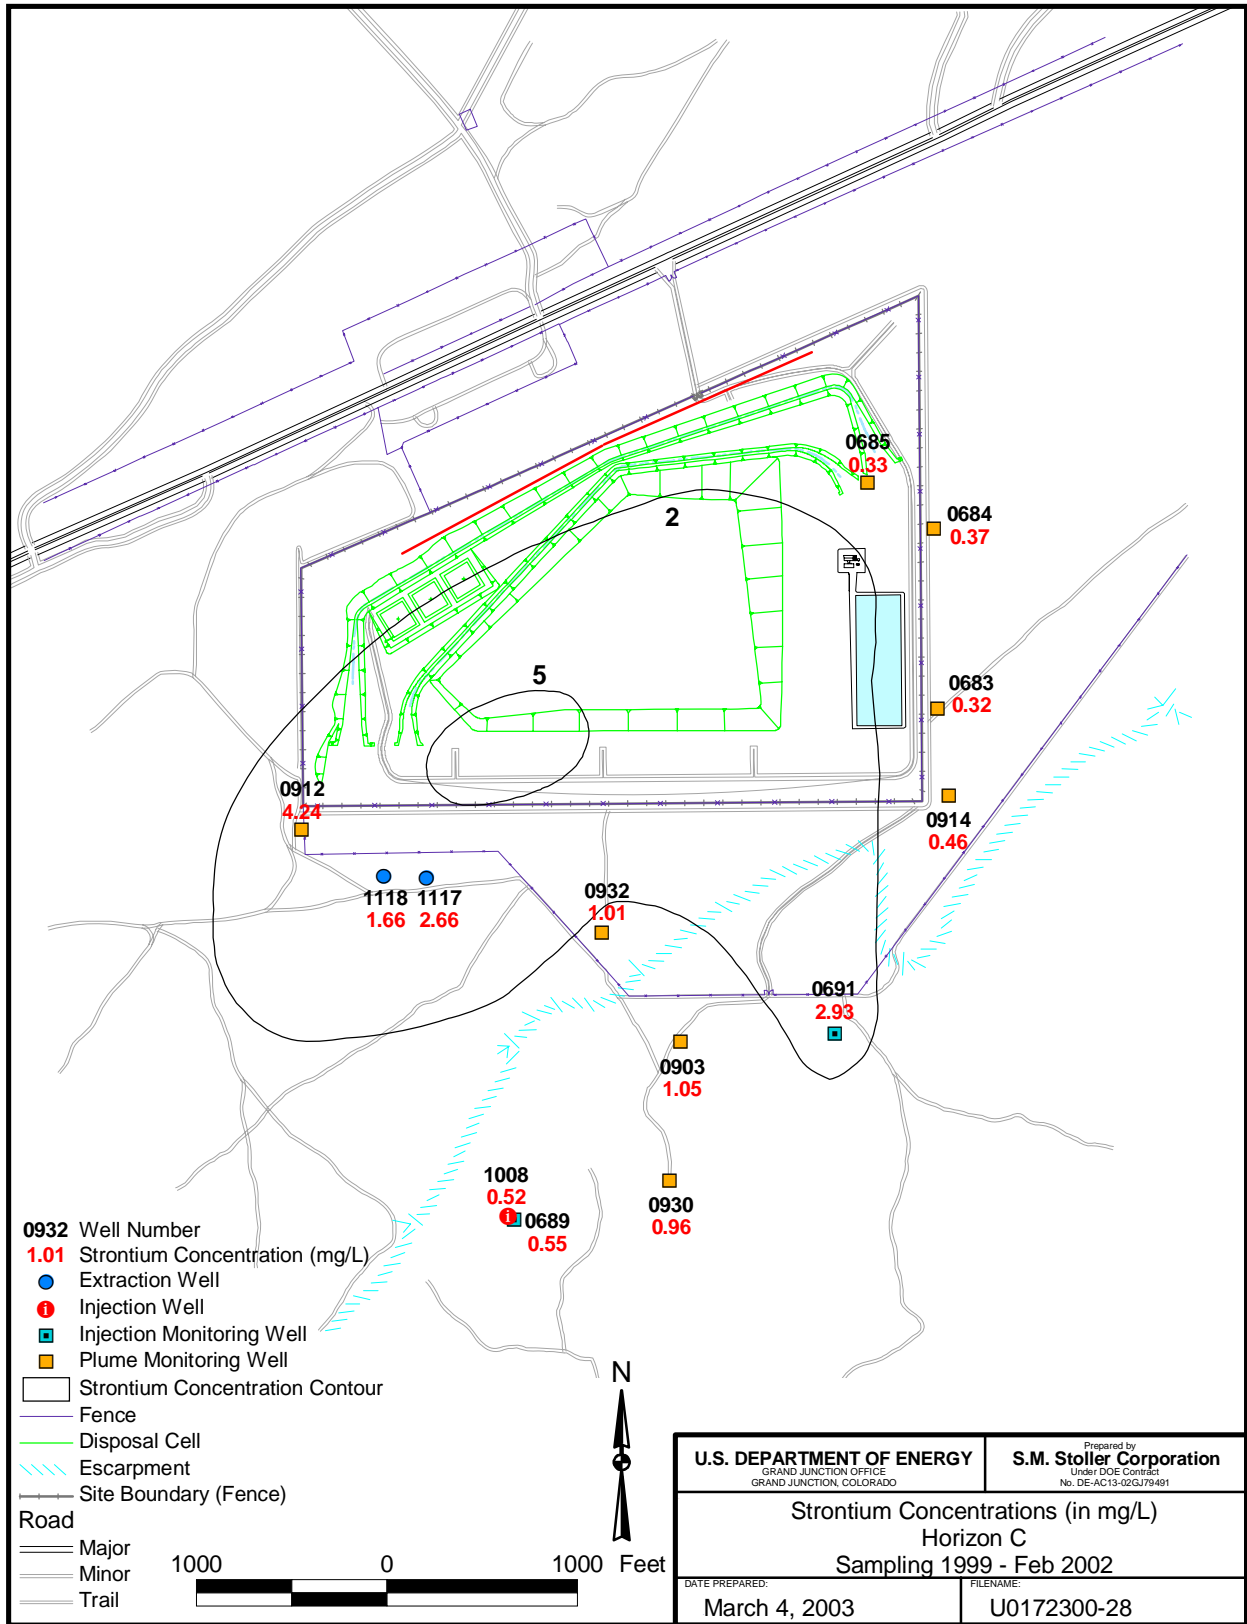 0685
0.33
2
0684
0.37
5
0683
0.32
0912
4.24
0914
0.46
1118 1117
1.66 2.66
0932
1.01
0691
2.93
0903
1.05
1008
0.52
0689
0.55
0930
0.96
0932 Well Number
1.01 Strontium Concentration (mg/L)
Extraction Well
i Injection Well
Injection Monitoring Well
Plume Monitoring Well
Strontium Concentration Contour
Fence
Disposal Cell
Escarpment
Site Boundary (Fence)
Road
Major
Minor
Trail
1000 0 1000 Feet
N
U.S. DEPARTMENT OF ENERGY
GRAND JUNCTION OFFICE
GRAND JUNCTION, COLORADO
Prepared by
S.M. Stoller Corporation
Under DOE Contract
No. DE-AC13-02GJ79491
Strontium Concentrations (in mg/L)
Horizon C
Sampling 1999 - Feb 2002
DATE PREPARED:
March 4, 2003
FILENAME:
U0172300-28